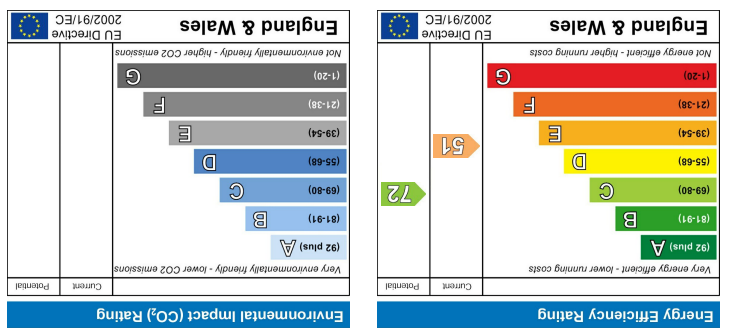 Energy Efficiency Rating
Current Potential
Very energy efficient - lower running costs
(92 plus) A
(81-91) B
(69-80) C
72
(55-68) D
51
(39-54) E
(21-38) F
(1-20) G
Not energy efficient - higher running costs
England & Wales
EU Directive
2002/91/EC
Environmental Impact (CO₂) Rating
Current Potential
Very environmentally friendly - lower CO2 emissions
(92 plus) A
(81-91) B
(69-80) C
(55-68) D
(39-54) E
(21-38) F
(1-20) G
Not environmentally friendly - higher CO2 emissions
England & Wales
EU Directive
2002/91/EC